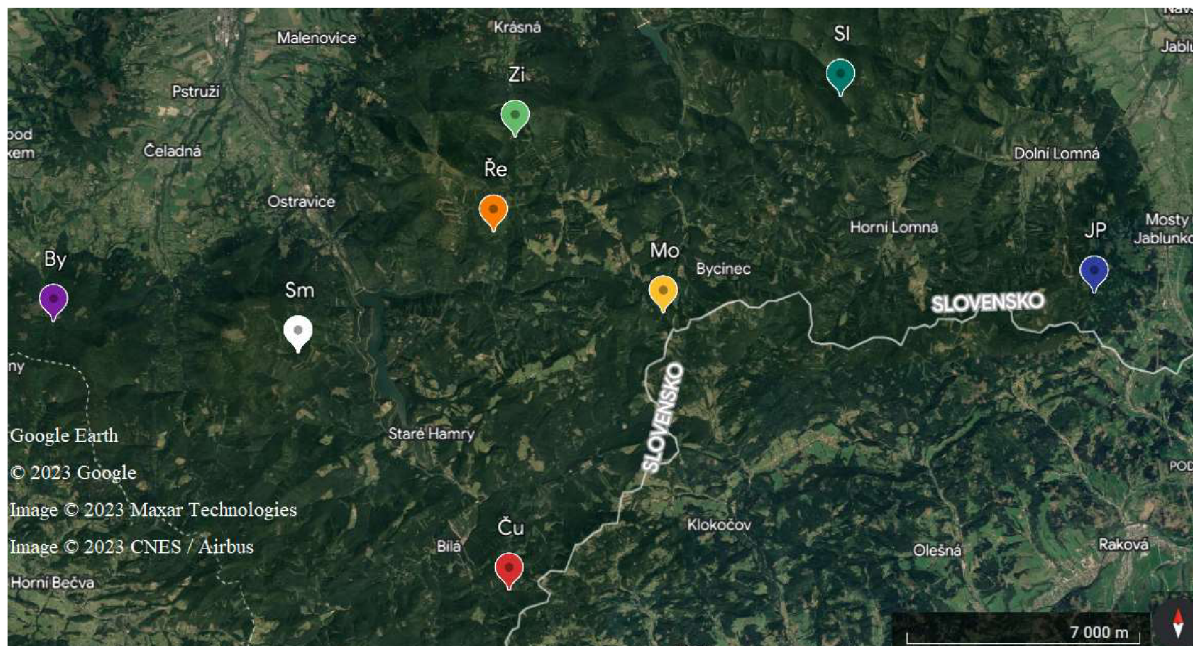 Krásná
Sl
Malenovice
Zi
Pstruží
Čeladná
Dolní Lomná
Ře
Ostravice
Mosty
Jablunko
Horní Lomná
JP
Mo
Bycinec
By
Sm
SLOVENSKO
SLOVENSKO
Staré Hamry
Google Earth
© 2023 Google
Image © 2023 Maxar Technologies
Image © 2023 CNES / Airbus
Ču
Klokočov
Bílá
Olešná
Raková
POD
Horní Bečva
7 000 m